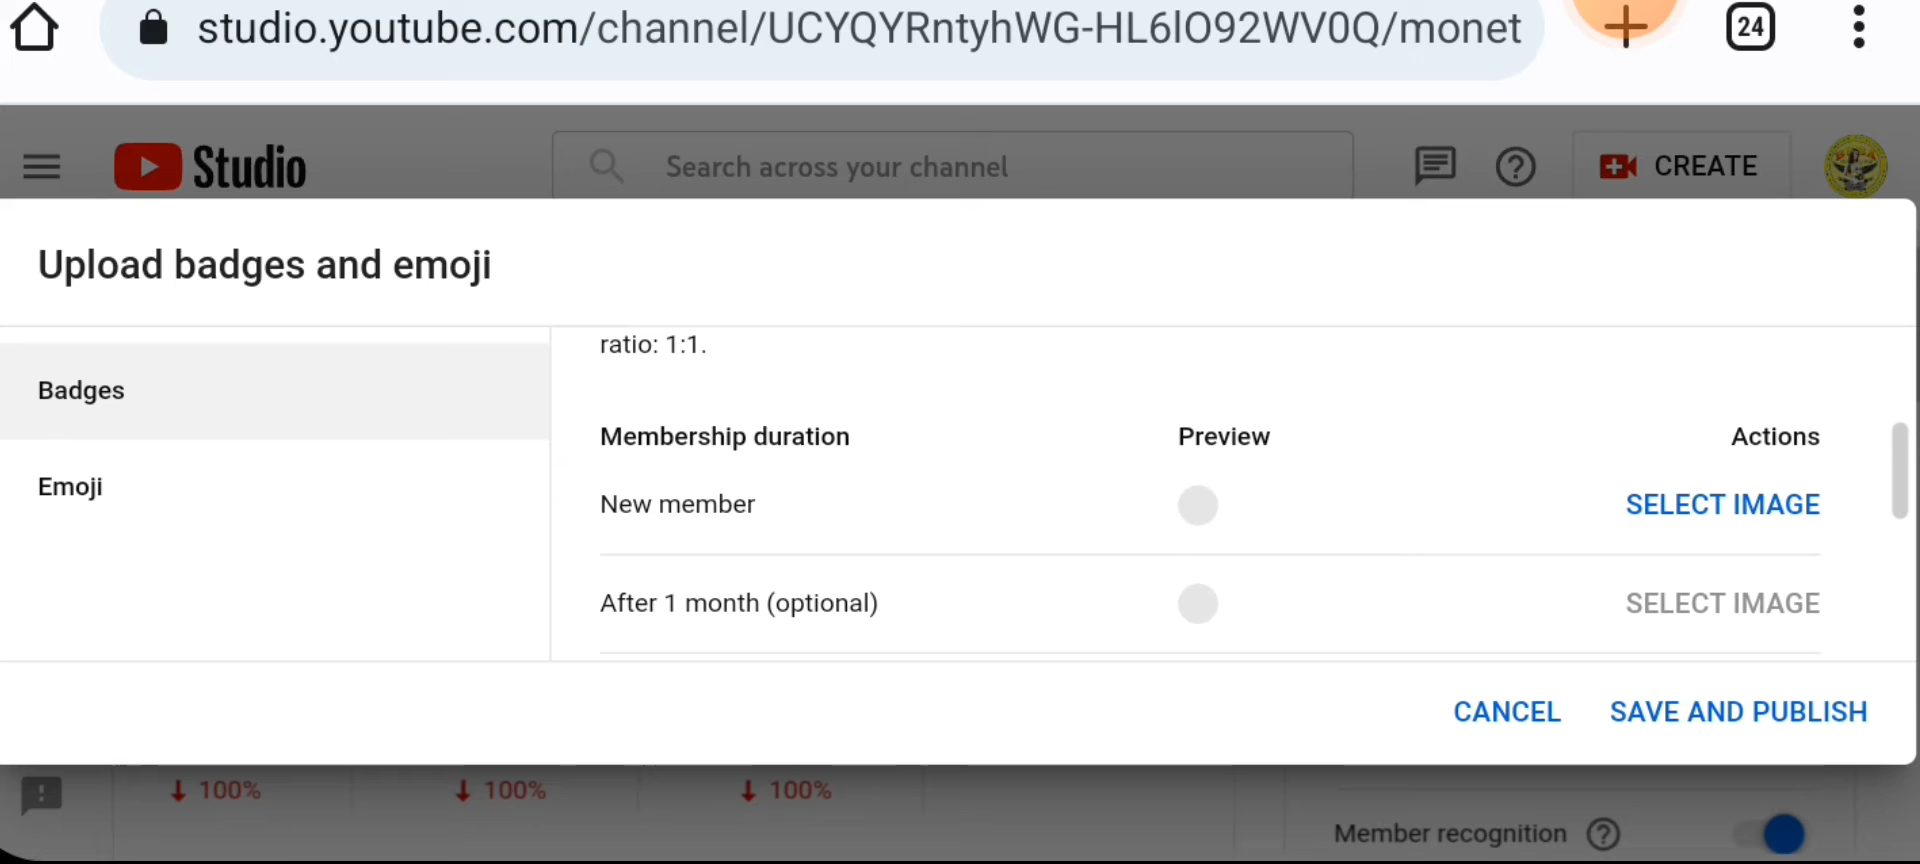 studio.youtube.com/channel/UCYQYRntyhWG-HL6lO92WV0Q/monet
24
Studio
Search across your channel
CREATE
Upload badges and emoji
ratio: 1:1.
Badges
Emoji
Membership duration Preview Actions
New member SELECT IMAGE
After 1 month (optional) SELECT IMAGE
CANCEL SAVE AND PUBLISH
100% 100% 100%
Member recognition